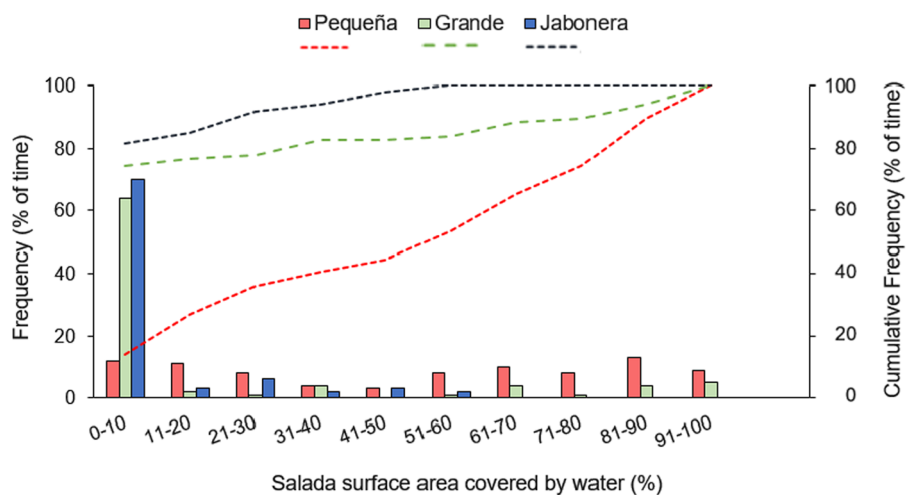 Pequeña Grande Jabonera
Frequency (% of time)
100
80
60
40
20
0
Cumulative Frequency (% of time)
100
80
60
40
20
0
0-10 11-20 21-30 31-40 41-50 51-60 61-70 71-80 81-90 91-100
Salada surface area covered by water (%)